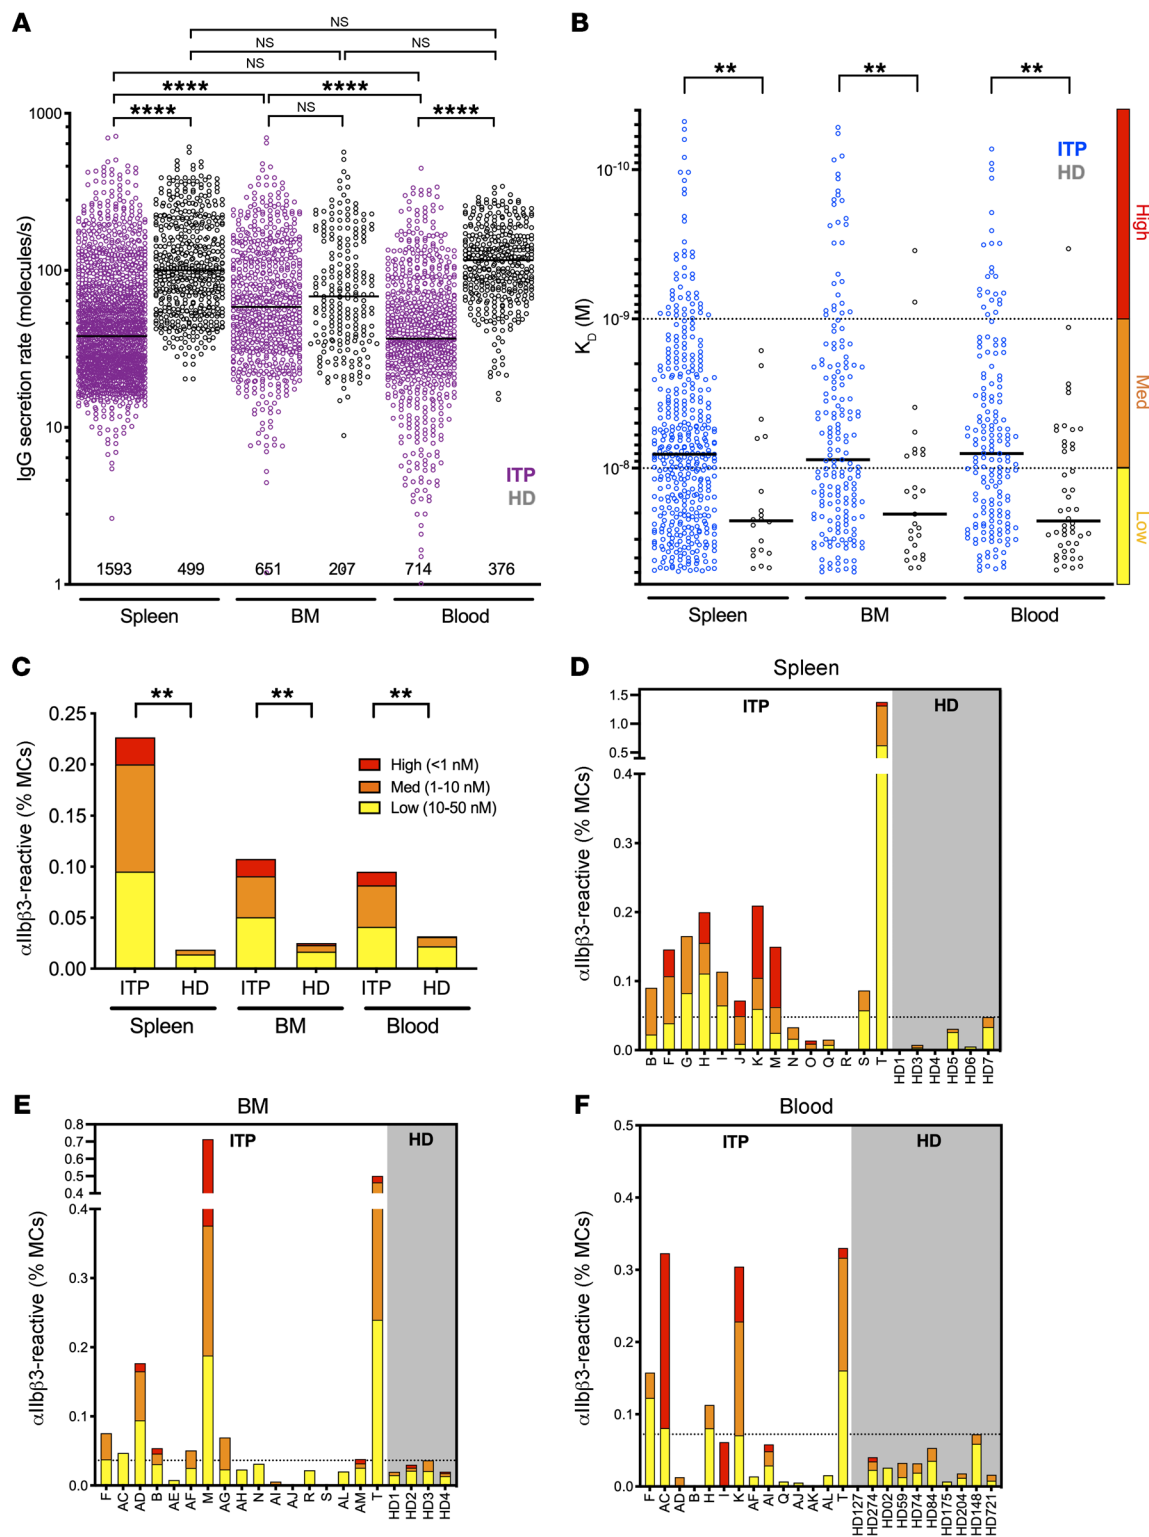 A
NS
NS
NS
NS
****
****
****
NS
****
1000
100
10
1
IgG secretion rate (molecules/s)
ITP
HD
1593
499
651
207
714
376
Spleen
BM
Blood
B
**
**
**
ITP
HD
10-10
10-9
10-8
KD (M)
High
Med
Low
Spleen
BM
Blood
C
**
**
**
0.25
0.20
0.15
0.10
0.05
0.00
αIIbβ3-reactive (% MCs)
High (<1 nM)
Med (1-10 nM)
Low (10-50 nM)
ITP
HD
ITP
HD
ITP
HD
Spleen
BM
Blood
D
Spleen
ITP
HD
1.5
1.0
0.5
0.4
0.3
0.2
0.1
0.0
αIIbβ3-reactive (% MCs)
B
F
G
H
I
J
K
M
N
O
Q
R
S
T
HD1
HD3
HD4
HD5
HD6
HD7
E
BM
ITP
HD
0.8
0.7
0.6
0.5
0.4
0.4
0.3
0.2
0.1
0.0
αIIbβ3-reactive (% MCs)
F
AC
AD
B
AE
AF
M
AG
AH
N
AI
AJ
R
S
AL
AM
T
HD1
HD2
HD3
HD4
F
Blood
ITP
HD
0.5
0.4
0.3
0.2
0.1
0.0
αIIbβ3-reactive (% MCs)
F
AC
AD
B
H
I
K
AF
AI
Q
AJ
AK
AL
T
HD127
HD274
HD02
HD59
HD74
HD84
HD175
HD204
HD148
HD721